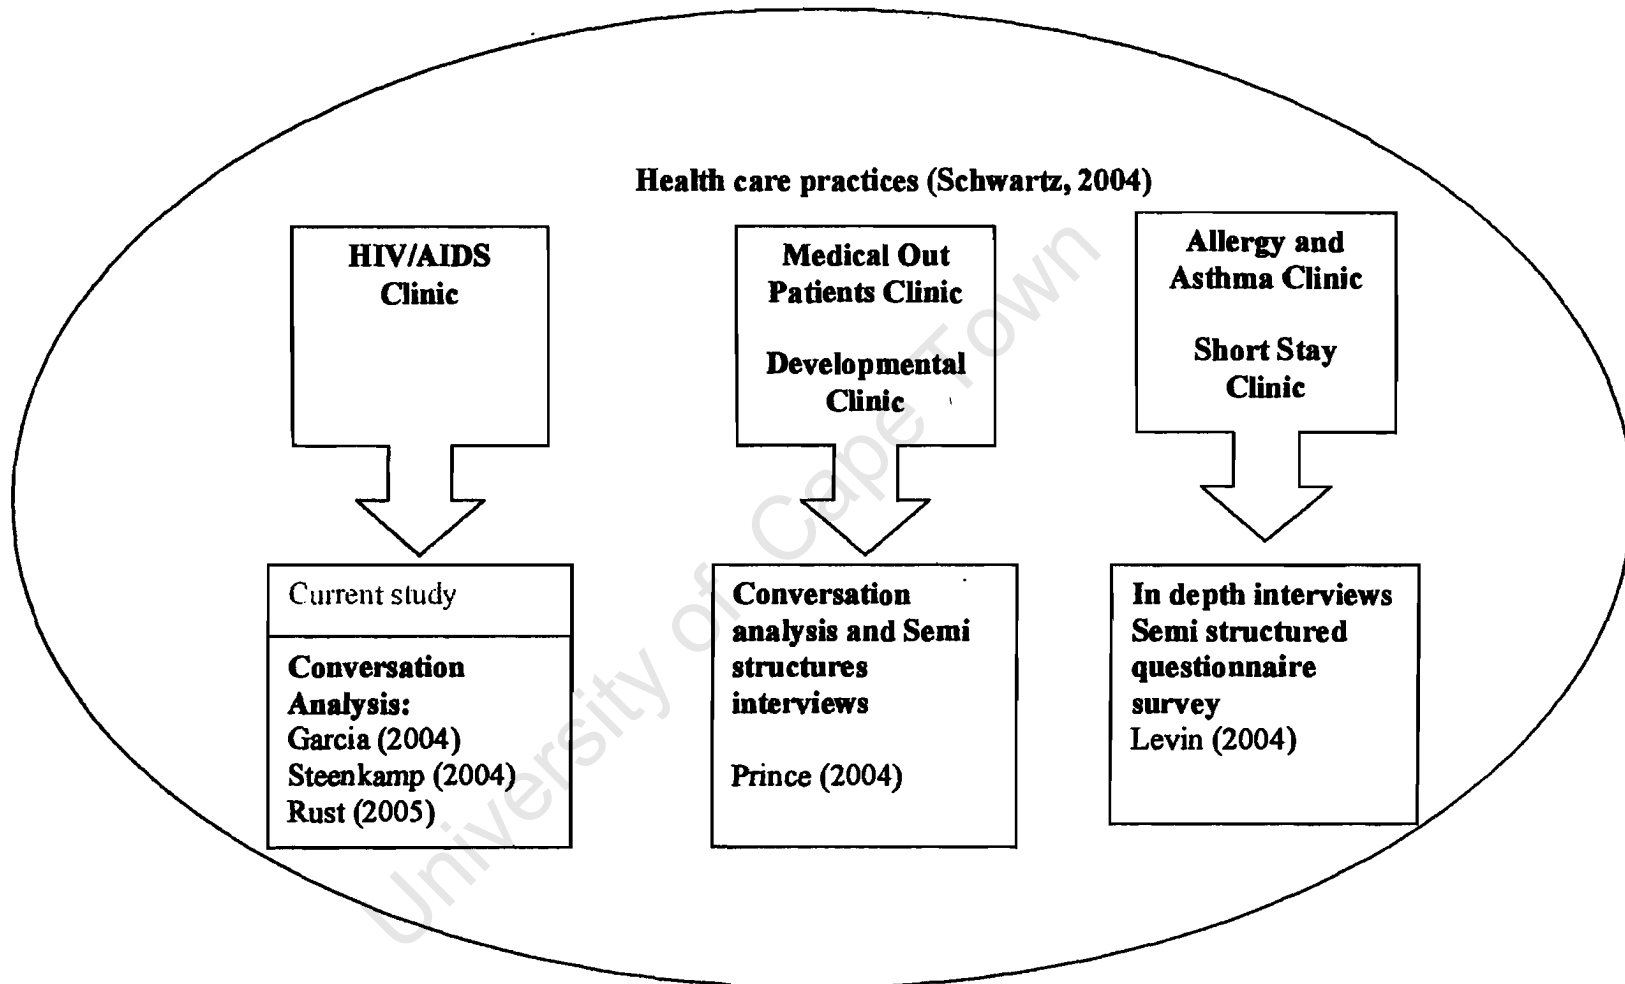 Health care practices (Schwartz, 2004)
HIV/AIDS
Clinic
Medical Out
Patients Clinic
Developmental
Clinic
Allergy and
Asthma Clinic
Short Stay
Clinic
Current study
Conversation
Analysis:
Garcia (2004)
Steenkamp (2004)
Rust (2005)
Conversation
analysis and Semi
structures
interviews
Prince (2004)
In depth interviews
Semi structured
questionnaire
survey
Levin (2004)
University of Cape Town